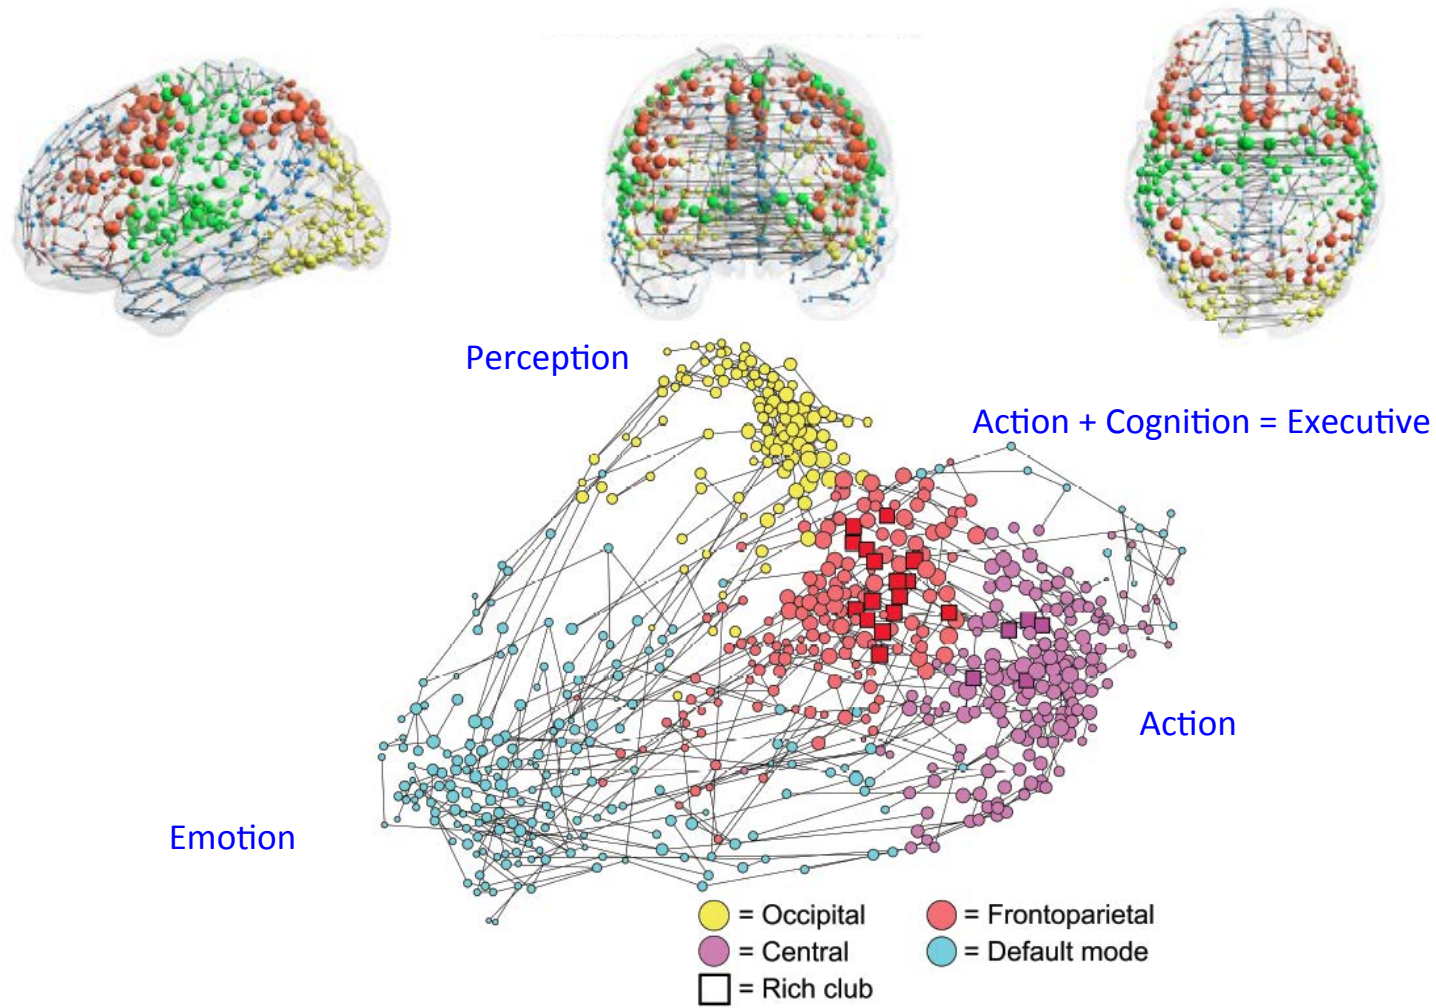 Perception
Action + Cognition = Executive
Action
Emotion
= Occipital
= Frontoparietal
= Central
= Default mode
= Rich club